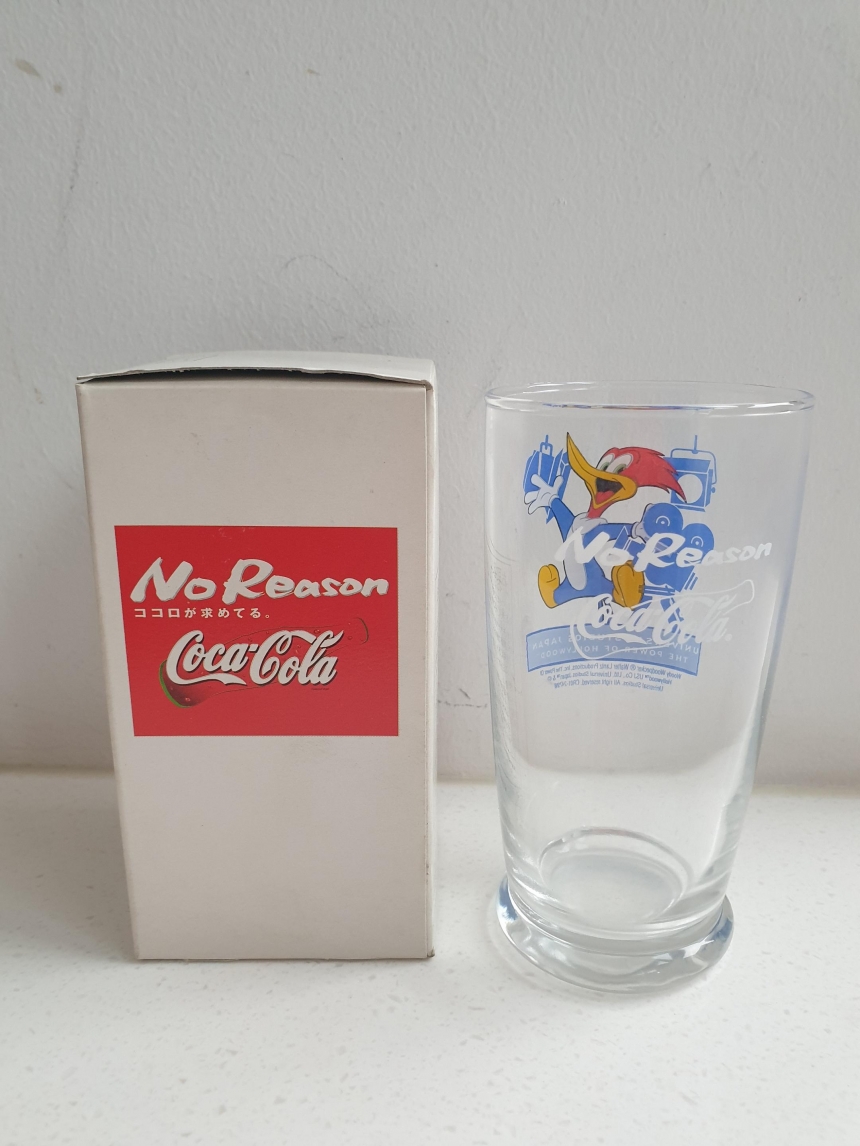 No Reason
ココロが求めてる。
Coca-Cola
No Reason
Coca-Cola
UNIVERSAL STUDIOS JAPAN
THE POWER OF HOLLYWOOD